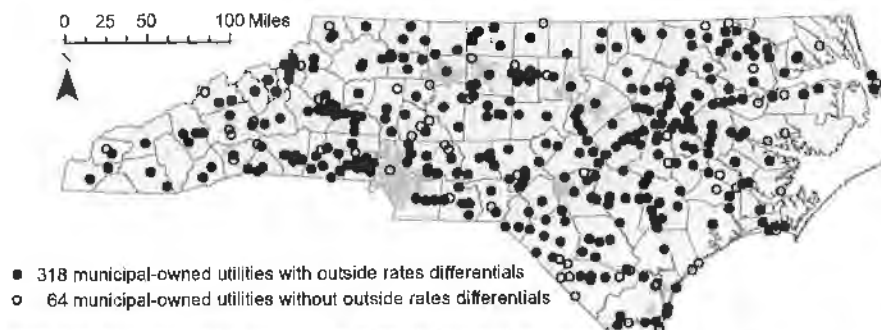 0 50 100 Miles
25 75
318 municipal-owned utilities with outside rates differentials
64 municipal-owned utilities without outside rates differentials